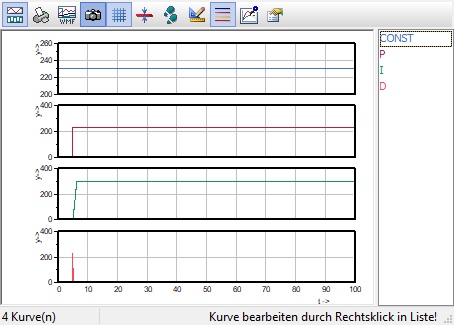 WMF
CONST
P
I
D
y->
260
240
220
200
y->
400
200
0
y->
400
200
0
y->
400
200
0
0 10 20 30 40 50 60 70 80 90 100
t ->
4 Kurve(n) Kurve bearbeiten durch Rechtsklick in Liste!